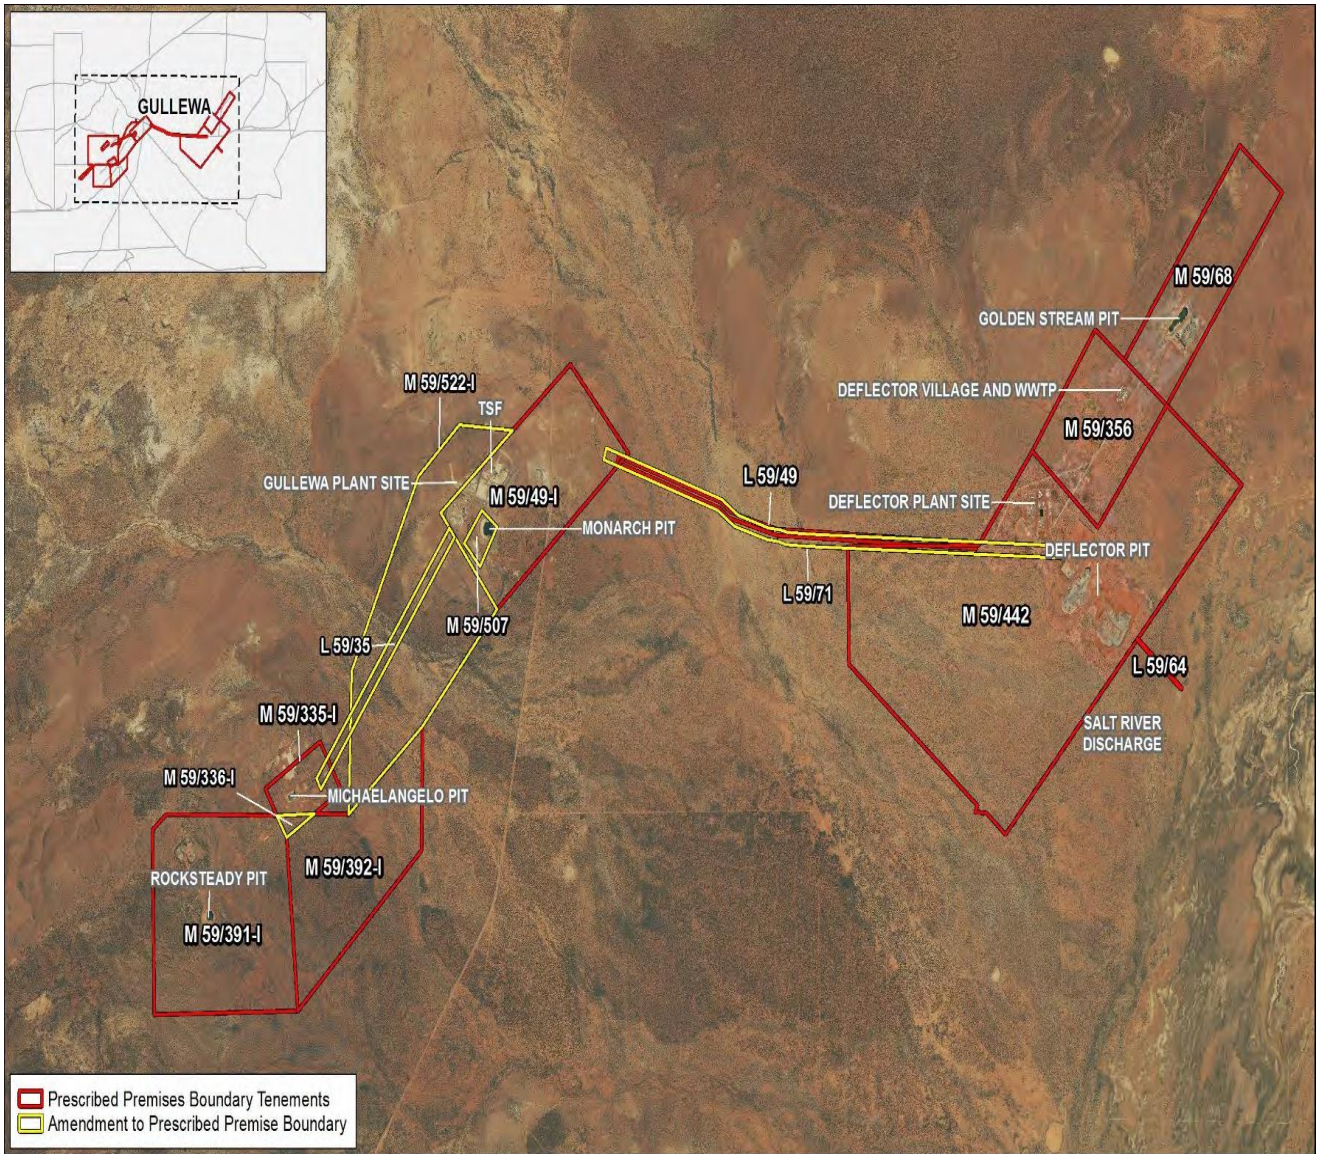 GULLEWA
M 59/68
GOLDEN STREAM PIT
M 59/522-I
TSF
DEFLECTOR VILLAGE AND WWTP
M 59/356
GULLEWA PLANT SITE
M 59/49-I
L 59/49
DEFLECTOR PLANT SITE
MONARCH PIT
DEFLECTOR PIT
L 59/71
M 59/507
M 59/442
L 59/35
L 59/64
M 59/335-I
SALT RIVER
DISCHARGE
M 59/336-I
MICHAELANGELO PIT
M 59/392-I
ROCKSTEADY PIT
M 59/391-I
Prescribed Premises Boundary Tenements
Amendment to Prescribed Premise Boundary